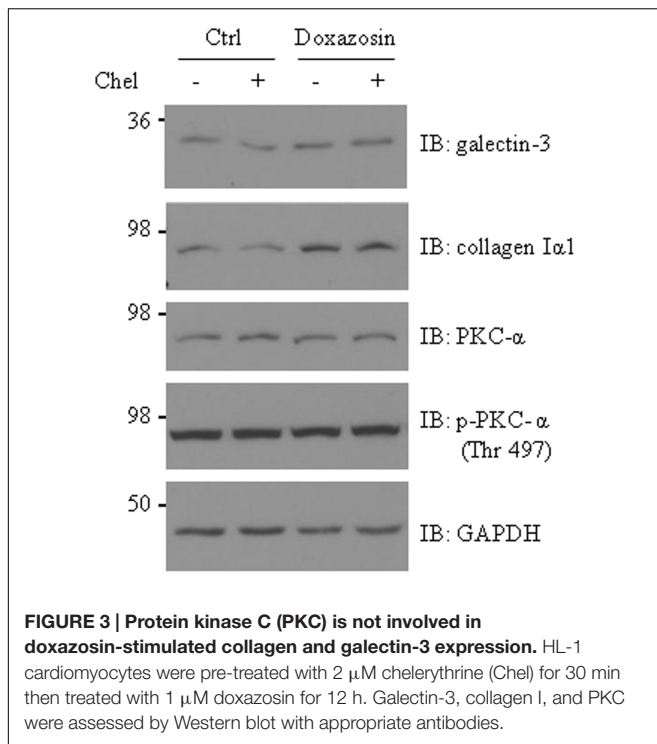 Ctrl Doxazosin
Chel - + - +
36 IB: galectin-3
98 IB: collagen Iα1
98 IB: PKC-α
98 IB: p-PKC-α
(Thr 497)
50 IB: GAPDH
FIGURE 3 | Protein kinase C (PKC) is not involved in
doxazosin-stimulated collagen and galectin-3 expression. HL-1
cardiomyocytes were pre-treated with 2 μM chelerythrine (Chel) for 30 min
then treated with 1 μM doxazosin for 12 h. Galectin-3, collagen I, and PKC
were assessed by Western blot with appropriate antibodies.